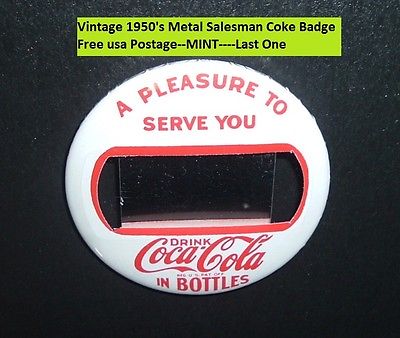 Vintage 1950's Metal Salesman Coke Badge
Free usa Postage--MINT----Last One
A PLEASURE TO
SERVE YOU
DRINK
Coca-Cola
REG. U.S. PAT. OFF.
IN BOTTLES